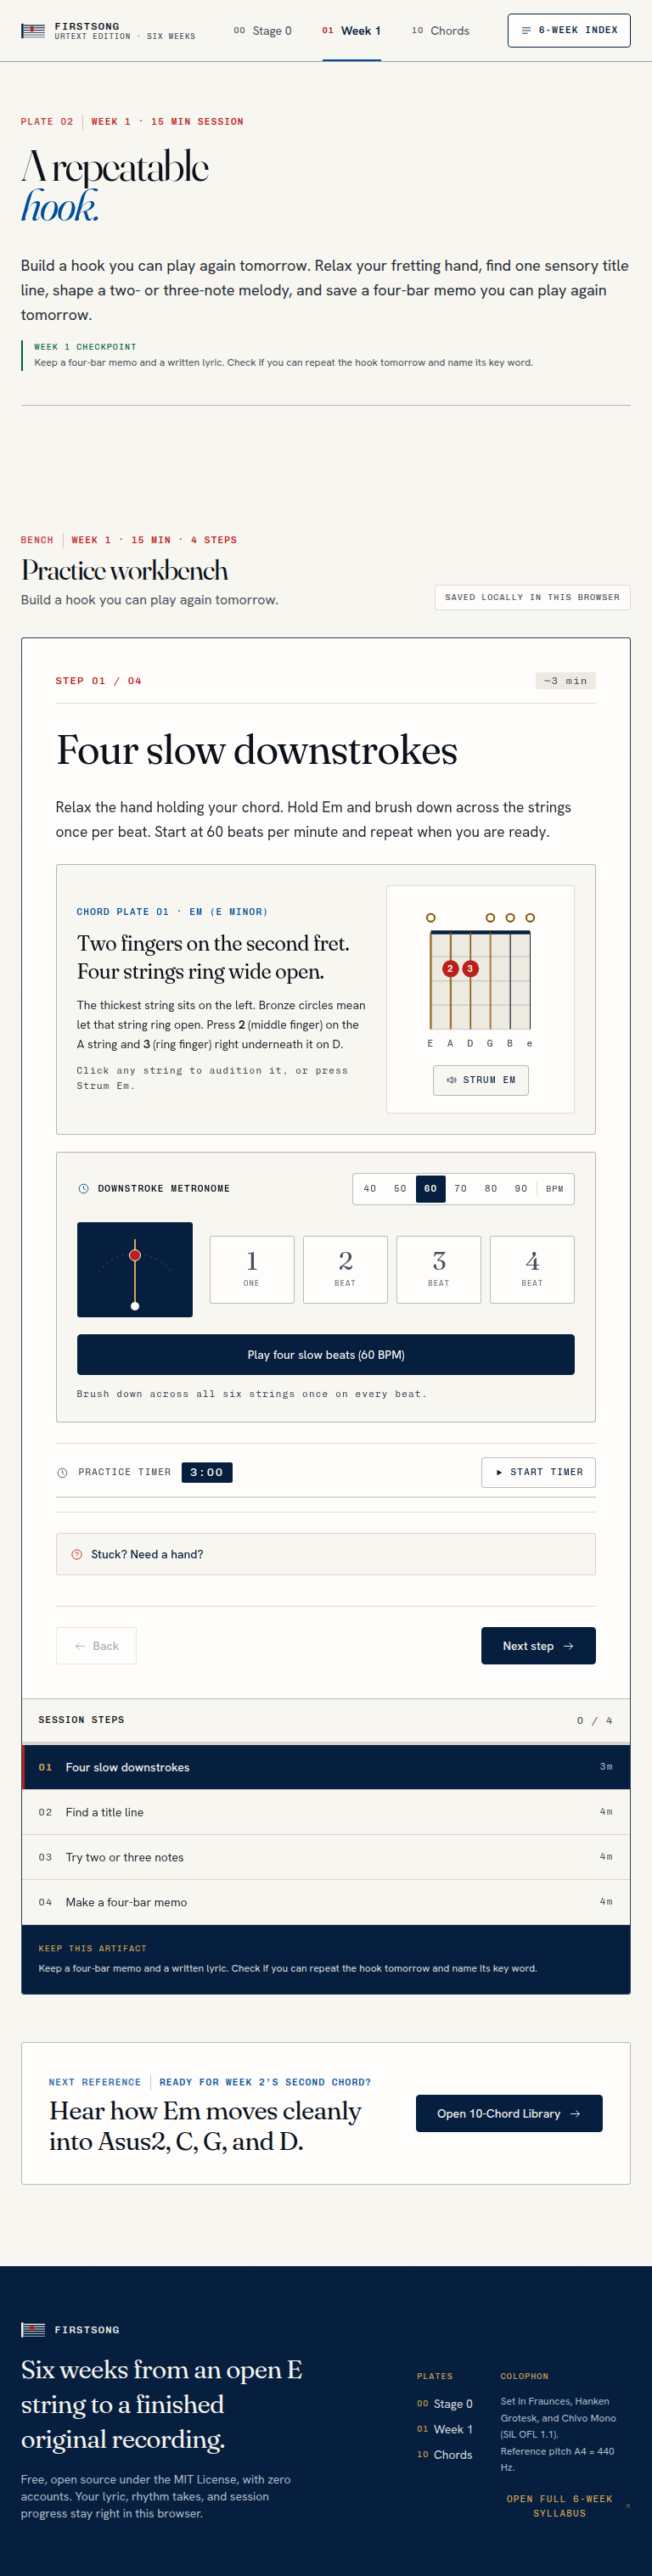 FIRSTSONG
URTEXT EDITION · SIX WEEKS
00 Stage 0
01 Week 1
10 Chords
6-WEEK INDEX
PLATE 02 WEEK 1 · 15 MIN SESSION
A repeatable
hook.
Build a hook you can play again tomorrow. Relax your fretting hand, find one sensory title
line, shape a two- or three-note melody, and save a four-bar memo you can play again
tomorrow.
WEEK 1 CHECKPOINT
Keep a four-bar memo and a written lyric. Check if you can repeat the hook tomorrow and name its key word.
BENCH WEEK 1 · 15 MIN · 4 STEPS
Practice workbench
Build a hook you can play again tomorrow.
SAVED LOCALLY IN THIS BROWSER
STEP 01 / 04
~3 min
Four slow downstrokes
Relax the hand holding your chord. Hold Em and brush down across the strings
once per beat. Start at 60 beats per minute and repeat when you are ready.
CHORD PLATE 01 · EM (E MINOR)
Two fingers on the second fret.
Four strings ring wide open.
The thickest string sits on the left. Bronze circles mean
let that string ring open. Press 2 (middle finger) on the
A string and 3 (ring finger) right underneath it on D.
Click any string to audition it, or press
Strum Em.
2 3
E A D G B e
STRUM EM
DOWNSTROKE METRONOME
40 50 60 70 80 90 BPM
1 2 3 4
ONE BEAT BEAT BEAT
Play four slow beats (60 BPM)
Brush down across all six strings once on every beat.
PRACTICE TIMER 3:00
START TIMER
Stuck? Need a hand?
Back
Next step
SESSION STEPS 0 / 4
01 Four slow downstrokes 3m
02 Find a title line 4m
03 Try two or three notes 4m
04 Make a four-bar memo 4m
KEEP THIS ARTIFACT
Keep a four-bar memo and a written lyric. Check if you can repeat the hook tomorrow and name its key word.
NEXT REFERENCE READY FOR WEEK 2'S SECOND CHORD?
Hear how Em moves cleanly
into Asus2, C, G, and D.
Open 10-Chord Library
FIRSTSONG
Six weeks from an open E
string to a finished
original recording.
Free, open source under the MIT License, with zero
accounts. Your lyric, rhythm takes, and session
progress stay right in this browser.
PLATES
00 Stage 0
01 Week 1
10 Chords
COLOPHON
Set in Fraunces, Hanken
Grotesk, and Chivo Mono
(SIL OFL 1.1).
Reference pitch A4 = 440
Hz.
OPEN FULL 6-WEEK
SYLLABUS